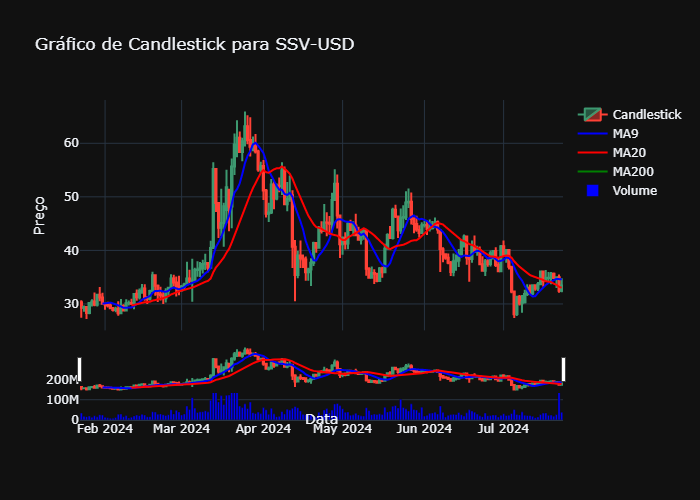 Gráfico de Candlestick para SSV-USD
Candlestick
MA9
MA20
MA200
Volume
Preço
60
50
40
30
200M
100M
0
Feb 2024 Mar 2024 Apr 2024 May 2024 Jun 2024 Jul 2024
Data